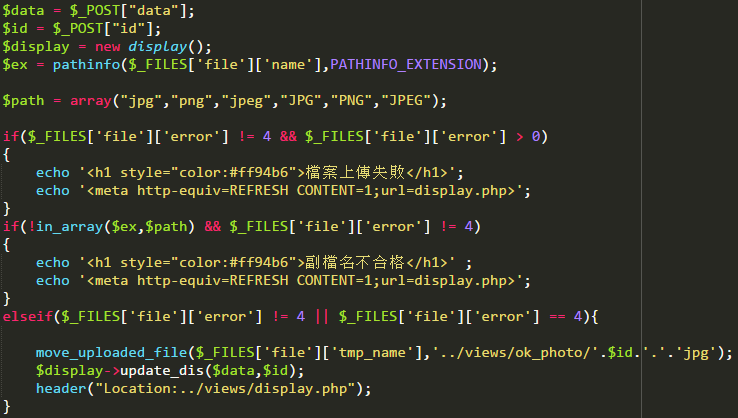 $data = $_POST["data"];
$id = $_POST["id"];
$display = new display();
$ex = pathinfo($_FILES['file']['name'],PATHINFO_EXTENSION);
$path = array("jpg","png","jpeg","JPG","PNG","JPEG");
if($_FILES['file']['error'] != 4 && $_FILES['file']['error'] > 0)
{
echo '<h1 style="color:#ff94b6">檔案上傳失敗</h1>';
echo '<meta http-equiv=REFRESH CONTENT=1;url=display.php>';
}
if(!in_array($ex,$path) && $_FILES['file']['error'] != 4)
{
echo '<h1 style="color:#ff94b6">副檔名不合格</h1>' ;
echo '<meta http-equiv=REFRESH CONTENT=1;url=display.php>';
}
elseif($_FILES['file']['error'] != 4 || $_FILES['file']['error'] == 4){
move_uploaded_file($_FILES['file']['tmp_name'],'../views/ok_photo/'.$id.'.'.'jpg');
$display->update_dis($data,$id);
header("Location:../views/display.php");
}